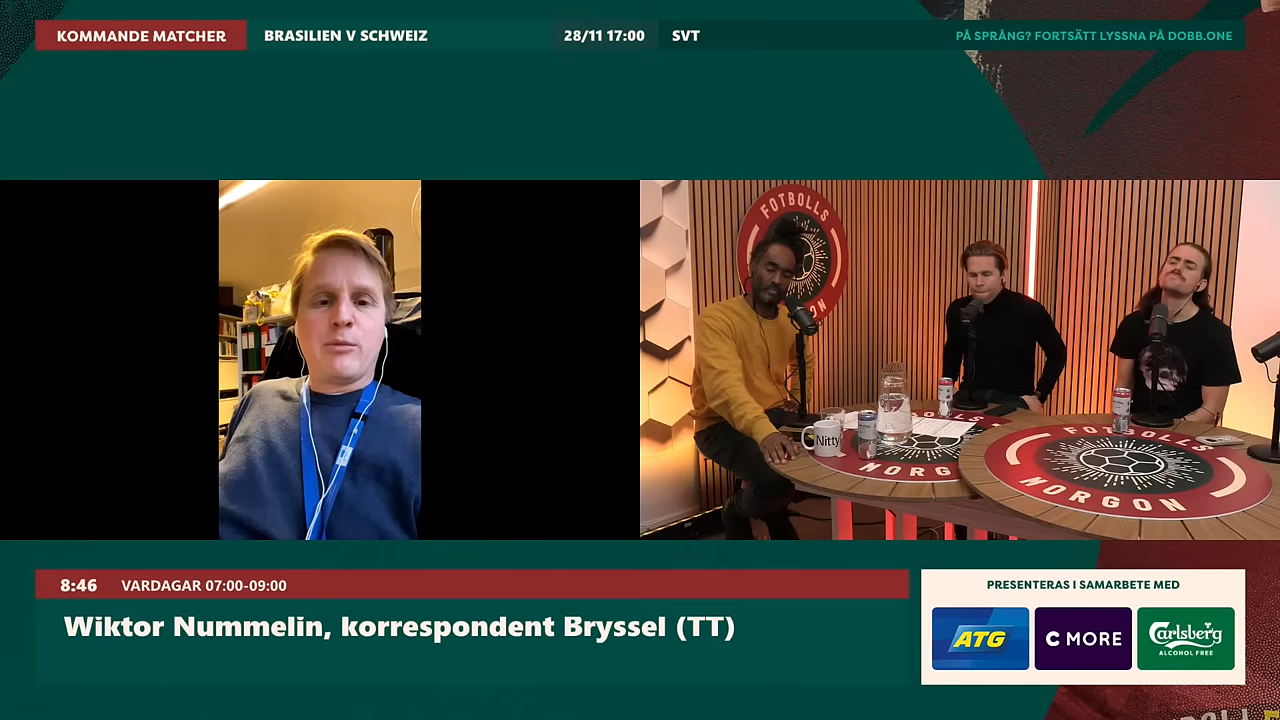 KOMMANDE MATCHER
BRASILIEN V SCHWEIZ
28/11 17:00
SVT
PÅ SPRÅNG? FORTSÄTT LYSSNA PÅ DOBB.ONE
FOTBOLLS
MORGON
Nitty
FOTBOLLS
MORGON
8:46
VARDAGAR 07:00-09:00
Wiktor Nummelin, korrespondent Bryssel (TT)
PRESENTERAS I SAMARBETE MED
ATG
C MORE
Carlsberg
ALCOHOL FREE